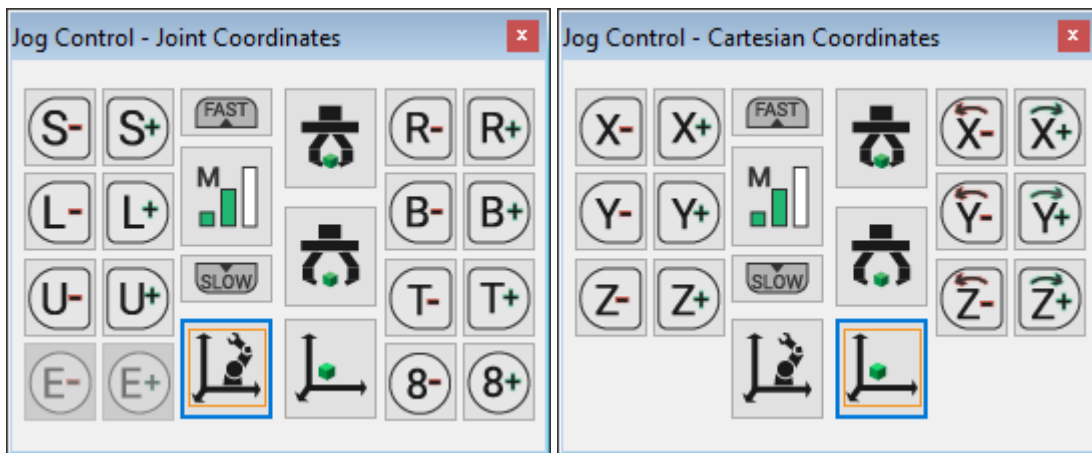 Jog Control - Joint Coordinates x
S- S+ FAST R- R+
M
L- L+ B- B+
U- U+ SLOW T- T+
E- E+ 8- 8+
Jog Control - Cartesian Coordinates x
X- X+ FAST X- X+
M
Y- Y+ Y- Y+
Z- Z+ SLOW Z- Z+